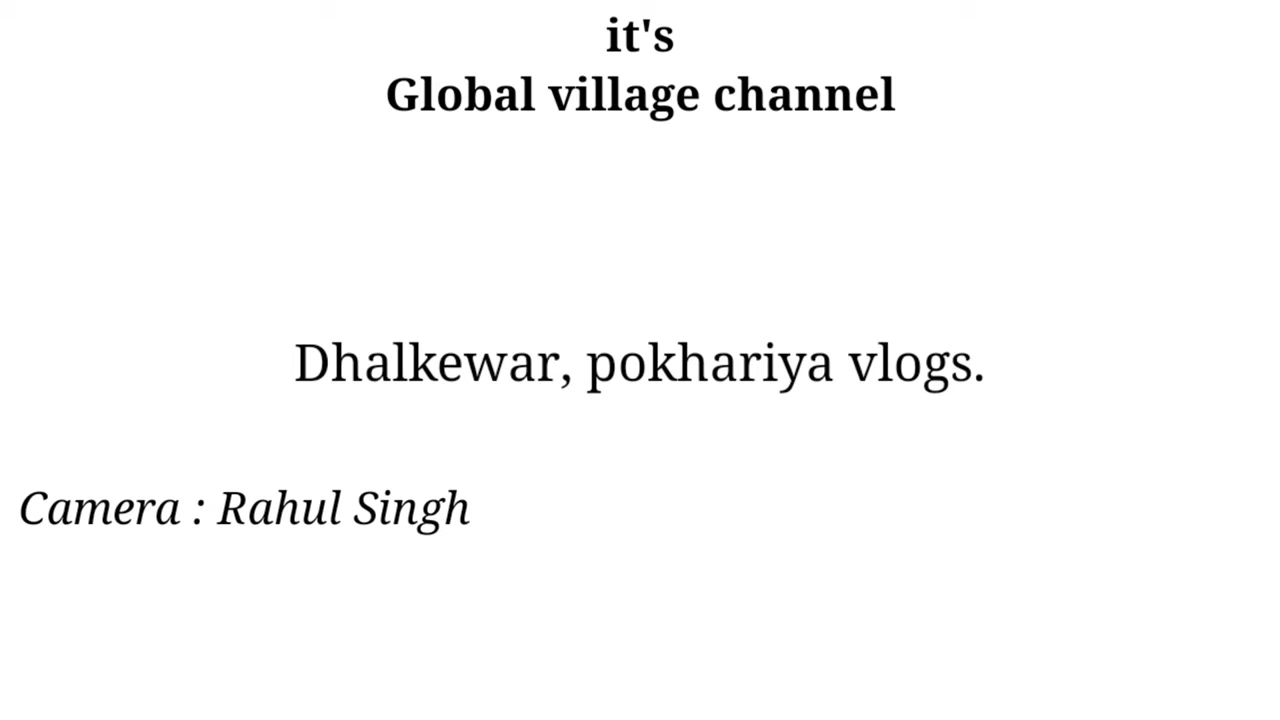 it's
Global village channel
Dhalkewar, pokhariya vlogs.
Camera : Rahul Singh